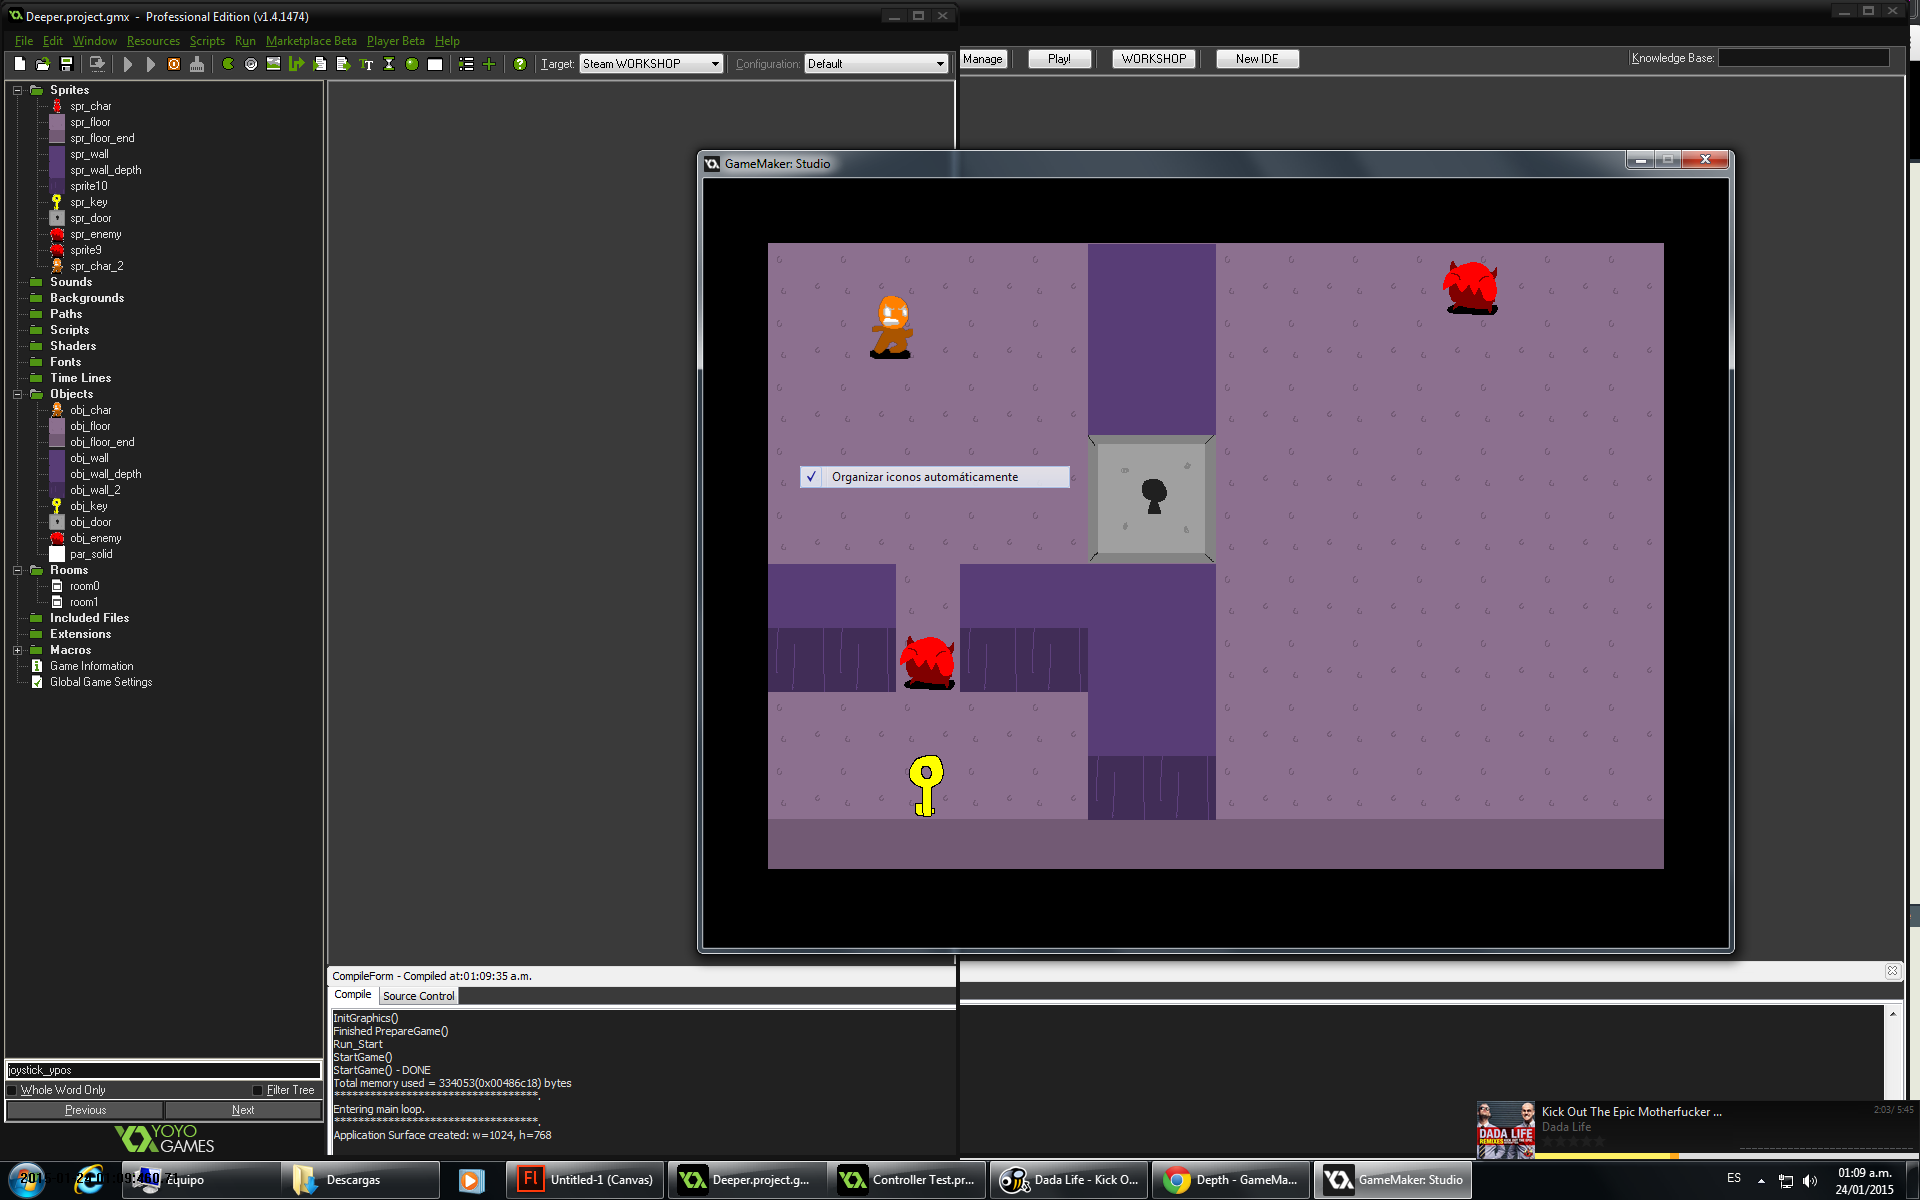 Deeper.project.gmx - Professional Edition (v1.4.1474)
File Edit Window Resources Scripts Run Marketplace Beta Player Beta Help
Target: Steam WORKSHOP Configuration: Default Manage Play! WORKSHOP New IDE Knowledge Base:
Sprites
spr_char
spr_floor
spr_floor_end
spr_wall
spr_wall_depth
sprite10
spr_key
spr_door
spr_enemy
sprite9
spr_char_2
Sounds
Backgrounds
Paths
Scripts
Shaders
Fonts
Time Lines
Objects
obj_char
obj_floor
obj_floor_end
obj_wall
obj_wall_depth
obj_wall_2
obj_key
obj_door
obj_enemy
par_solid
Rooms
room0
room1
Included Files
Extensions
Macros
Game Information
Global Game Settings
GameMaker: Studio
Organizar iconos automáticamente
CompileForm - Compiled at:01:09:35 a.m.
Compile Source Control
InitGraphics()
Finished PrepareGame()
Run_Start
StartGame()
StartGame() - DONE
Total memory used = 334053(0x00486c18) bytes
***********************************.
Entering main loop.
***********************************.
Application Surface created: w=1024, h=768
joystick_ypos
Whole Word Only Filter Tree
Previous Next
YOYO
GAMES
Kick Out The Epic Motherfucker ... 2:03/ 5:45
Dada Life
DADA LIFE
Equipo
Descargas
Untitled-1 (Canvas)
Deeper.project.g...
Controller Test.pr...
Dada Life - Kick O...
Depth - GameMa...
GameMaker: Studio
ES
01:09 a.m.
24/01/2015